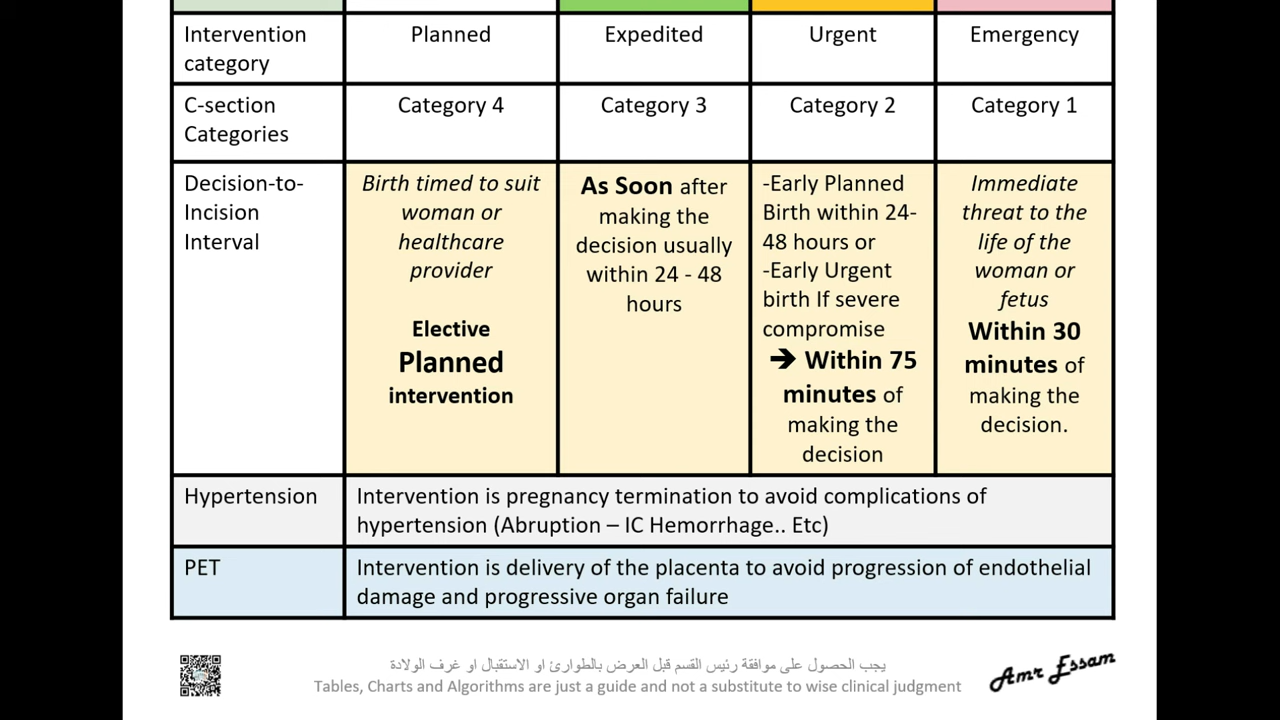 Intervention category
Planned
Expedited
Urgent
Emergency
C-section Categories
Category 4
Category 3
Category 2
Category 1
Decision-to-
Incision
Interval
Birth timed to suit
woman or
healthcare
provider
Elective
Planned
intervention
As Soon after
making the
decision usually
within 24 - 48
hours
-Early Planned
Birth within 24-
48 hours or
-Early Urgent
birth If severe
compromise
➔ Within 75
minutes of
making the
decision
Immediate
threat to the
life of the
woman or
fetus
Within 30
minutes of
making the
decision.
Hypertension
Intervention is pregnancy termination to avoid complications of
hypertension (Abruption – IC Hemorrhage.. Etc)
PET
Intervention is delivery of the placenta to avoid progression of endothelial
damage and progressive organ failure
يجب الحصول على موافقة رئيس القسم قبل العرض بالطوارئ او الاستقبال او غرف الولادة
Tables, Charts and Algorithms are just a guide and not a substitute to wise clinical judgment
Amr Essam